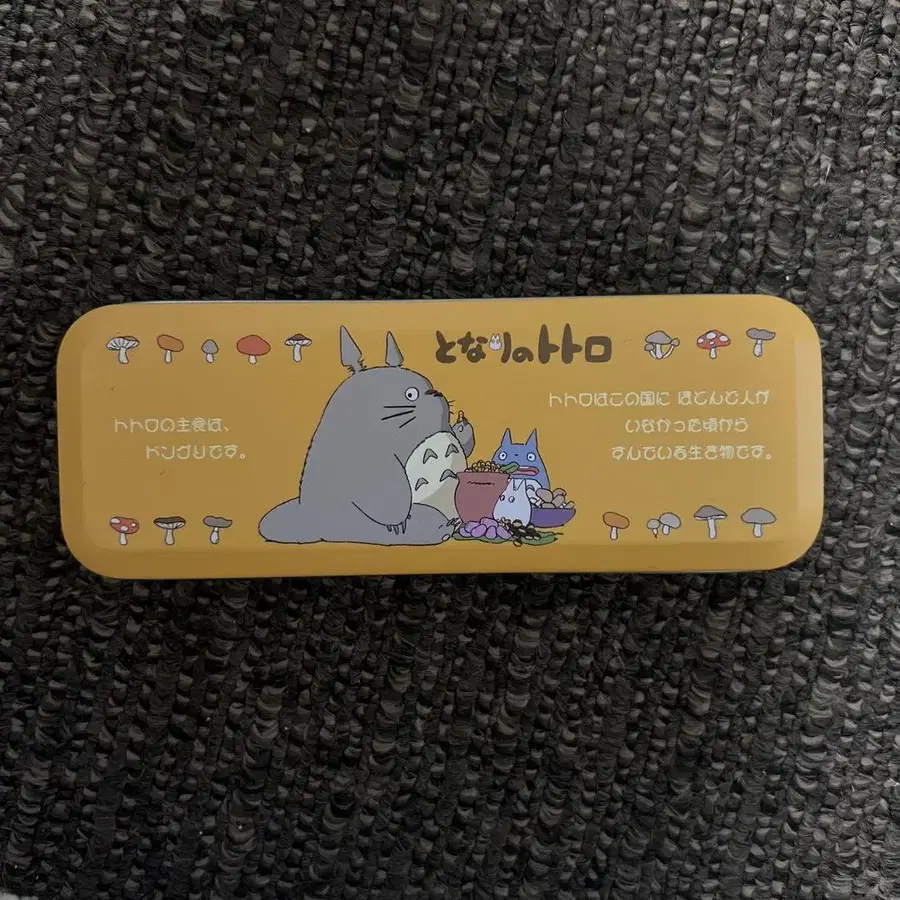 となりのトトロ
トトロの主食は、
ドングリです。
トトロはこの国に ほとんど人が
いなかった頃から
すんでいる生き物です。